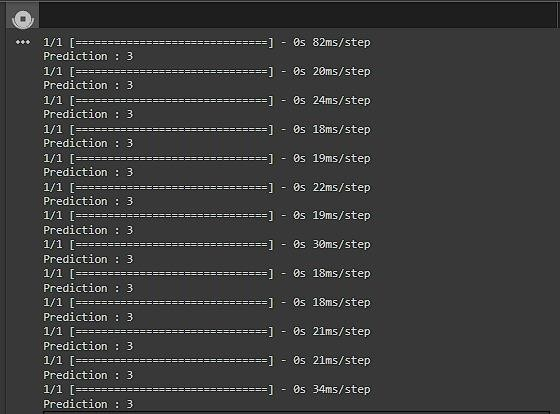 1/1 [==============================] - 0s 82ms/step
Prediction : 3
1/1 [==============================] - 0s 20ms/step
Prediction : 3
1/1 [==============================] - 0s 24ms/step
Prediction : 3
1/1 [==============================] - 0s 18ms/step
Prediction : 3
1/1 [==============================] - 0s 19ms/step
Prediction : 3
1/1 [==============================] - 0s 22ms/step
Prediction : 3
1/1 [==============================] - 0s 19ms/step
Prediction : 3
1/1 [==============================] - 0s 30ms/step
Prediction : 3
1/1 [==============================] - 0s 18ms/step
Prediction : 3
1/1 [==============================] - 0s 18ms/step
Prediction : 3
1/1 [==============================] - 0s 21ms/step
Prediction : 3
1/1 [==============================] - 0s 21ms/step
Prediction : 3
1/1 [==============================] - 0s 34ms/step
Prediction : 3